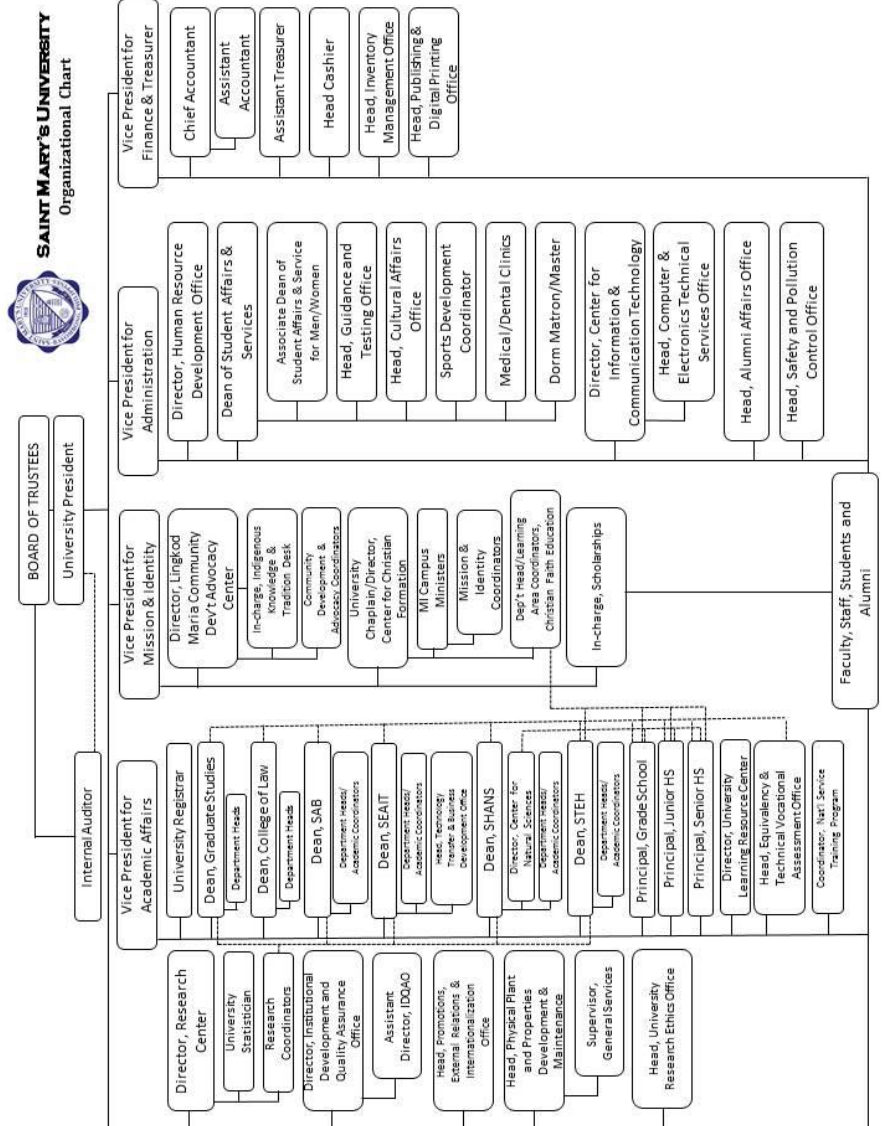 SAINT MARY'S UNIVERSITY
Organizational Chart
BOARD OF TRUSTEES
University President
Internal Auditor
Director, Research
Center
University
Statistician
Research
Coordinators
Director, Institutional
Development and
Quality Assurance
Office
Assistant
Director, IDQAO
Head, Promotions,
External Relations &
Internationalization
Office
Head, Physical Plant
and Properties
Development &
Maintenance
Supervisor,
General Services
Head, University
Research Ethics Office
Vice President for
Academic Affairs
University Registrar
Dean, Graduate Studies
Department Heads
Dean, College of Law
Department Heads
Dean, SAB
Department Heads/
Academic Coordinators
Dean, SEAIT
Department Heads/
Academic Coordinators
Head, Technology
Transfer & Business
Development Office
Dean, SHANS
Director, Center for
Natural Sciences
Department Heads/
Academic Coordinators
Dean, STEH
Department Heads/
Academic Coordinators
Principal, Grade School
Principal, Junior HS
Principal, Senior HS
Director, University
Learning Resource Center
Head, Equivalency &
Technical Vocational
Assessment Office
Coordinator, Nat'l Service
Training Program
Vice President for
Mission & Identity
Director, Lingkod
Maria Community
Dev't Advocacy
Center
In-charge, Indigenous
Knowledge &
Tradition Desk
Community
Development &
Advocacy Coordinators
University
Chaplain/Director,
Center for Christian
Formation
MI Campus
Ministers
Mission &
Identity
Coordinators
Dep't Head/Learning
Area Coordinators,
Christian Faith Education
In-charge, Scholarships
Vice President for
Administration
Director, Human Resource
Development Office
Dean of Student Affairs &
Services
Associate Dean of
Student Affairs & Service
for Men/Women
Head, Guidance and
Testing Office
Head, Cultural Affairs
Office
Sports Development
Coordinator
Medical/Dental Clinics
Dorm Matron/Master
Director, Center for
Information &
Communication Technology
Head, Computer &
Electronics Technical
Services Office
Head, Alumni Affairs Office
Head, Safety and Pollution
Control Office
Vice President for
Finance & Treasurer
Chief Accountant
Assistant
Accountant
Assistant Treasurer
Head Cashier
Head, Inventory
Management Office
Head, Publishing &
Digital Printing
Office
Faculty, Staff, Students and
Alumni